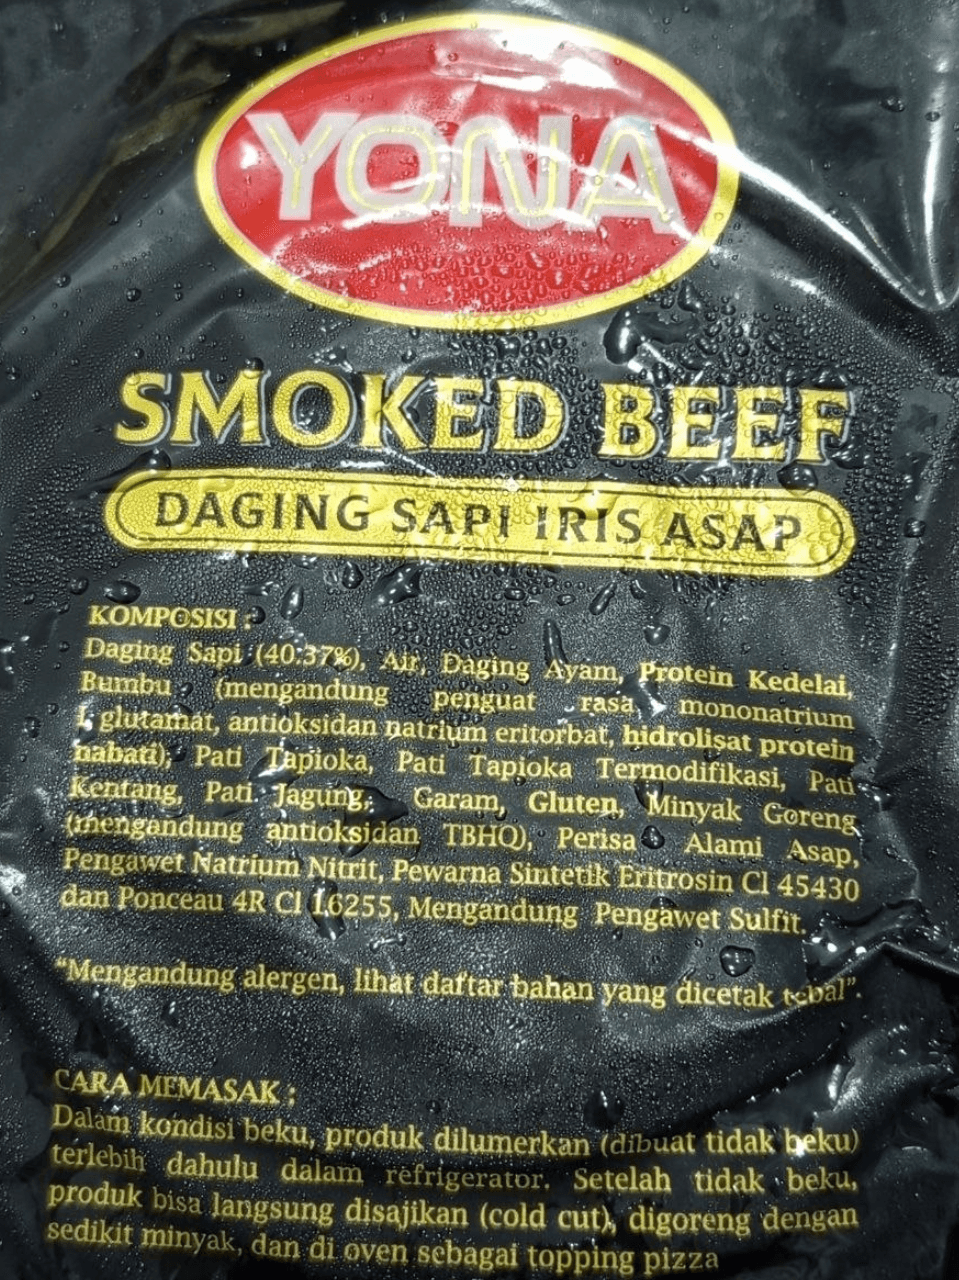 YONA
SMOKED BEEF
DAGING SAPI IRIS ASAP
KOMPOSISI :
Daging Sapi (40.37%), Air, Daging Ayam, Protein Kedelai,
Bumbu (mengandung penguat rasa mononatrium
L glutamat, antioksidan natrium eritorbat, hidrolisat protein
nabati), Pati Tapioka, Pati Tapioka Termodifikasi, Pati
Kentang, Pati Jagung, Garam, Gluten, Minyak Goreng
(mengandung antioksidan TBHQ), Perisa Alami Asap,
Pengawet Natrium Nitrit, Pewarna Sintetik Eritrosin Cl 45430
dan Ponceau 4R Cl 16255, Mengandung Pengawet Sulfit.
"Mengandung alergen, lihat daftar bahan yang dicetak tebal".
CARA MEMASAK :
Dalam kondisi beku, produk dilumerkan (dibuat tidak beku)
terlebih dahulu dalam refrigerator. Setelah tidak beku,
produk bisa langsung disajikan (cold cut), digoreng dengan
sedikit minyak, dan di oven sebagai topping pizza